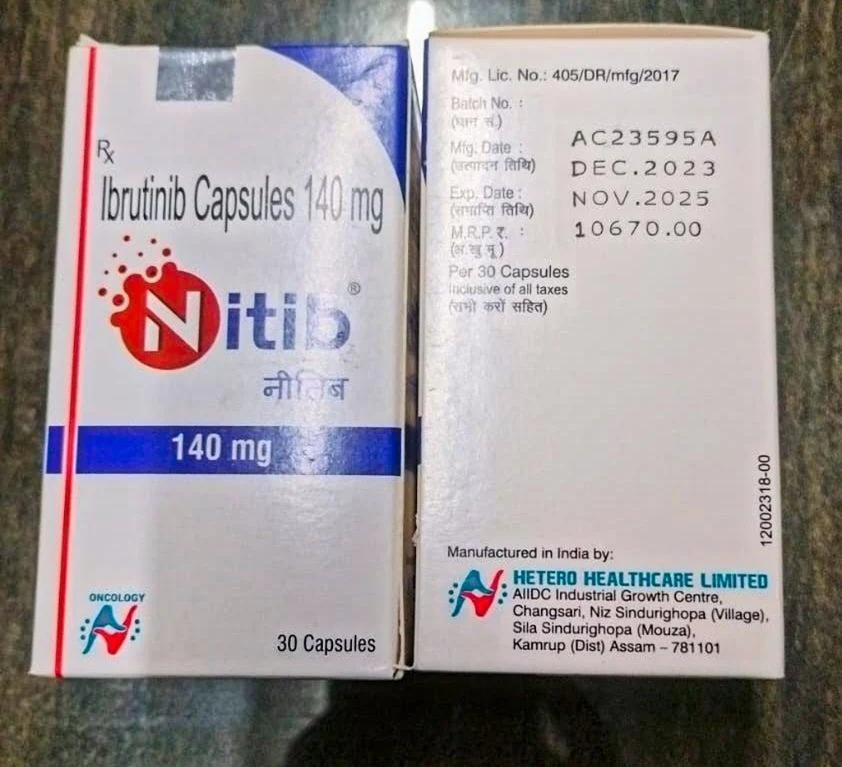 Rx
Ibrutinib Capsules 140 mg
Nitib®
नीतिब
140 mg
ONCOLOGY
30 Capsules
Mfg. Lic. No.: 405/DR/mfg/2017
Batch No. :
(घान सं.)
AC23595A
Mfg. Date :
(उत्पादन तिथि)
DEC.2023
Exp. Date :
(समाप्ति तिथि)
NOV.2025
M.R.P. ₹. :
(अ.खु.मू.)
10670.00
Per 30 Capsules
Inclusive of all taxes
(सभी करों सहित)
12002318-00
Manufactured in India by:
HETERO HEALTHCARE LIMITED
AIIDC Industrial Growth Centre,
Changsari, Niz Sindurighopa (Village),
Sila Sindurighopa (Mouza),
Kamrup (Dist) Assam – 781101